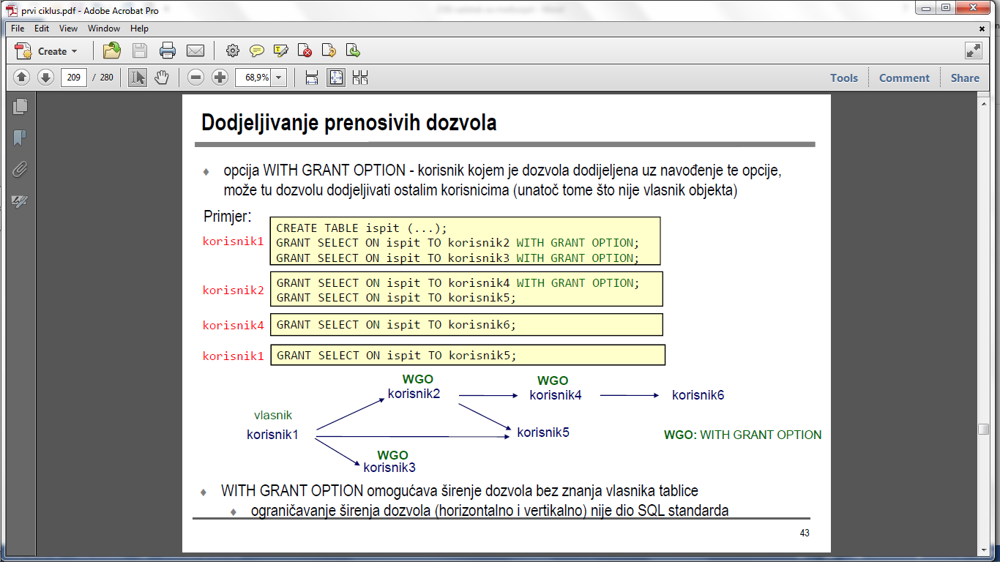 prvi ciklus.pdf - Adobe Acrobat Pro
File Edit View Window Help
Create
209 / 280 68,9% Tools Comment Share
Dodjeljivanje prenosivih dozvola
opcija WITH GRANT OPTION - korisnik kojem je dozvola dodijeljena uz navođenje te opcije,
može tu dozvolu dodjeljivati ostalim korisnicima (unatoč tome što nije vlasnik objekta)
Primjer:
korisnik1
CREATE TABLE ispit (...);
GRANT SELECT ON ispit TO korisnik2 WITH GRANT OPTION;
GRANT SELECT ON ispit TO korisnik3 WITH GRANT OPTION;
korisnik2
GRANT SELECT ON ispit TO korisnik4 WITH GRANT OPTION;
GRANT SELECT ON ispit TO korisnik5;
korisnik4
GRANT SELECT ON ispit TO korisnik6;
korisnik1
GRANT SELECT ON ispit TO korisnik5;
WGO
korisnik2
WGO
korisnik4
korisnik6
vlasnik
korisnik1
korisnik5
WGO: WITH GRANT OPTION
WGO
korisnik3
WITH GRANT OPTION omogućava širenje dozvola bez znanja vlasnika tablice
ograničavanje širenja dozvola (horizontalno i vertikalno) nije dio SQL standarda
43